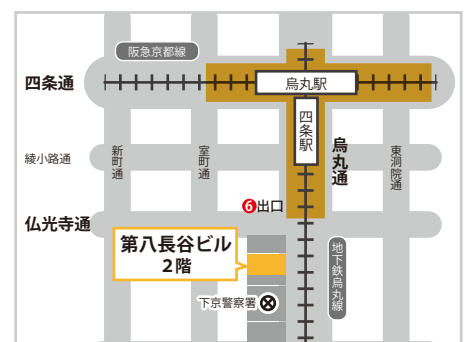 阪急京都線
四条通
烏丸駅
四条駅
烏丸通
綾小路通
新町通
室町通
東洞院通
❻出口
仏光寺通
第八長谷ビル
2階
地下鉄烏丸線
下京警察署